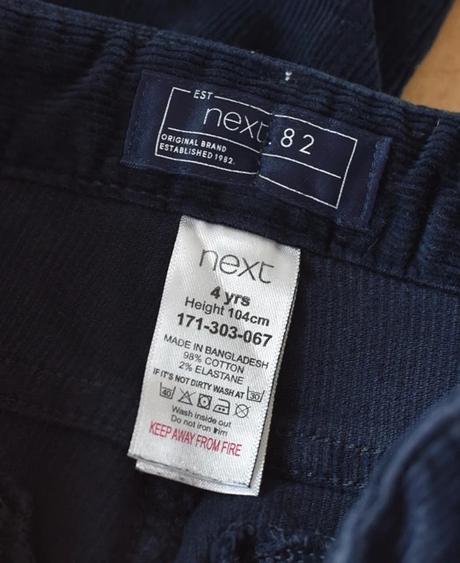 EST
next 82
ORIGINAL BRAND
ESTABLISHED 1982.
next
4 yrs
Height 104cm
171-303-067
MADE IN BANGLADESH
98% COTTON
2% ELASTANE
IF IT'S NOT DIRTY WASH AT 30
40
Wash inside out
Do not iron trim
KEEP AWAY FROM FIRE